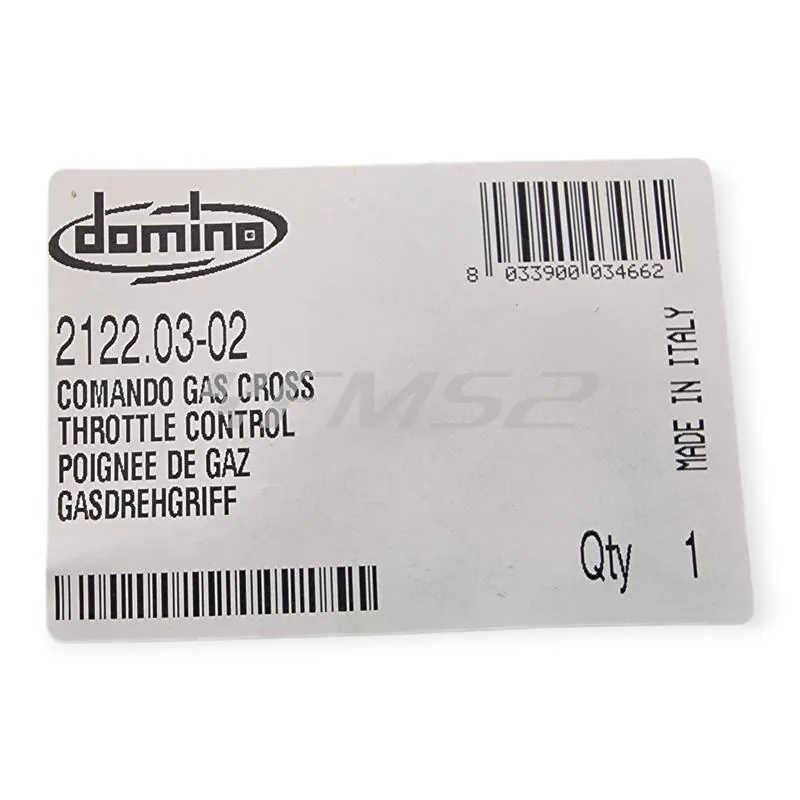 domino
8 033900 034662
2122.03-02
COMANDO GAS CROSS
THROTTLE CONTROL
POIGNEE DE GAZ
GASDREHGRIFF
MADE IN ITALY
Qty 1